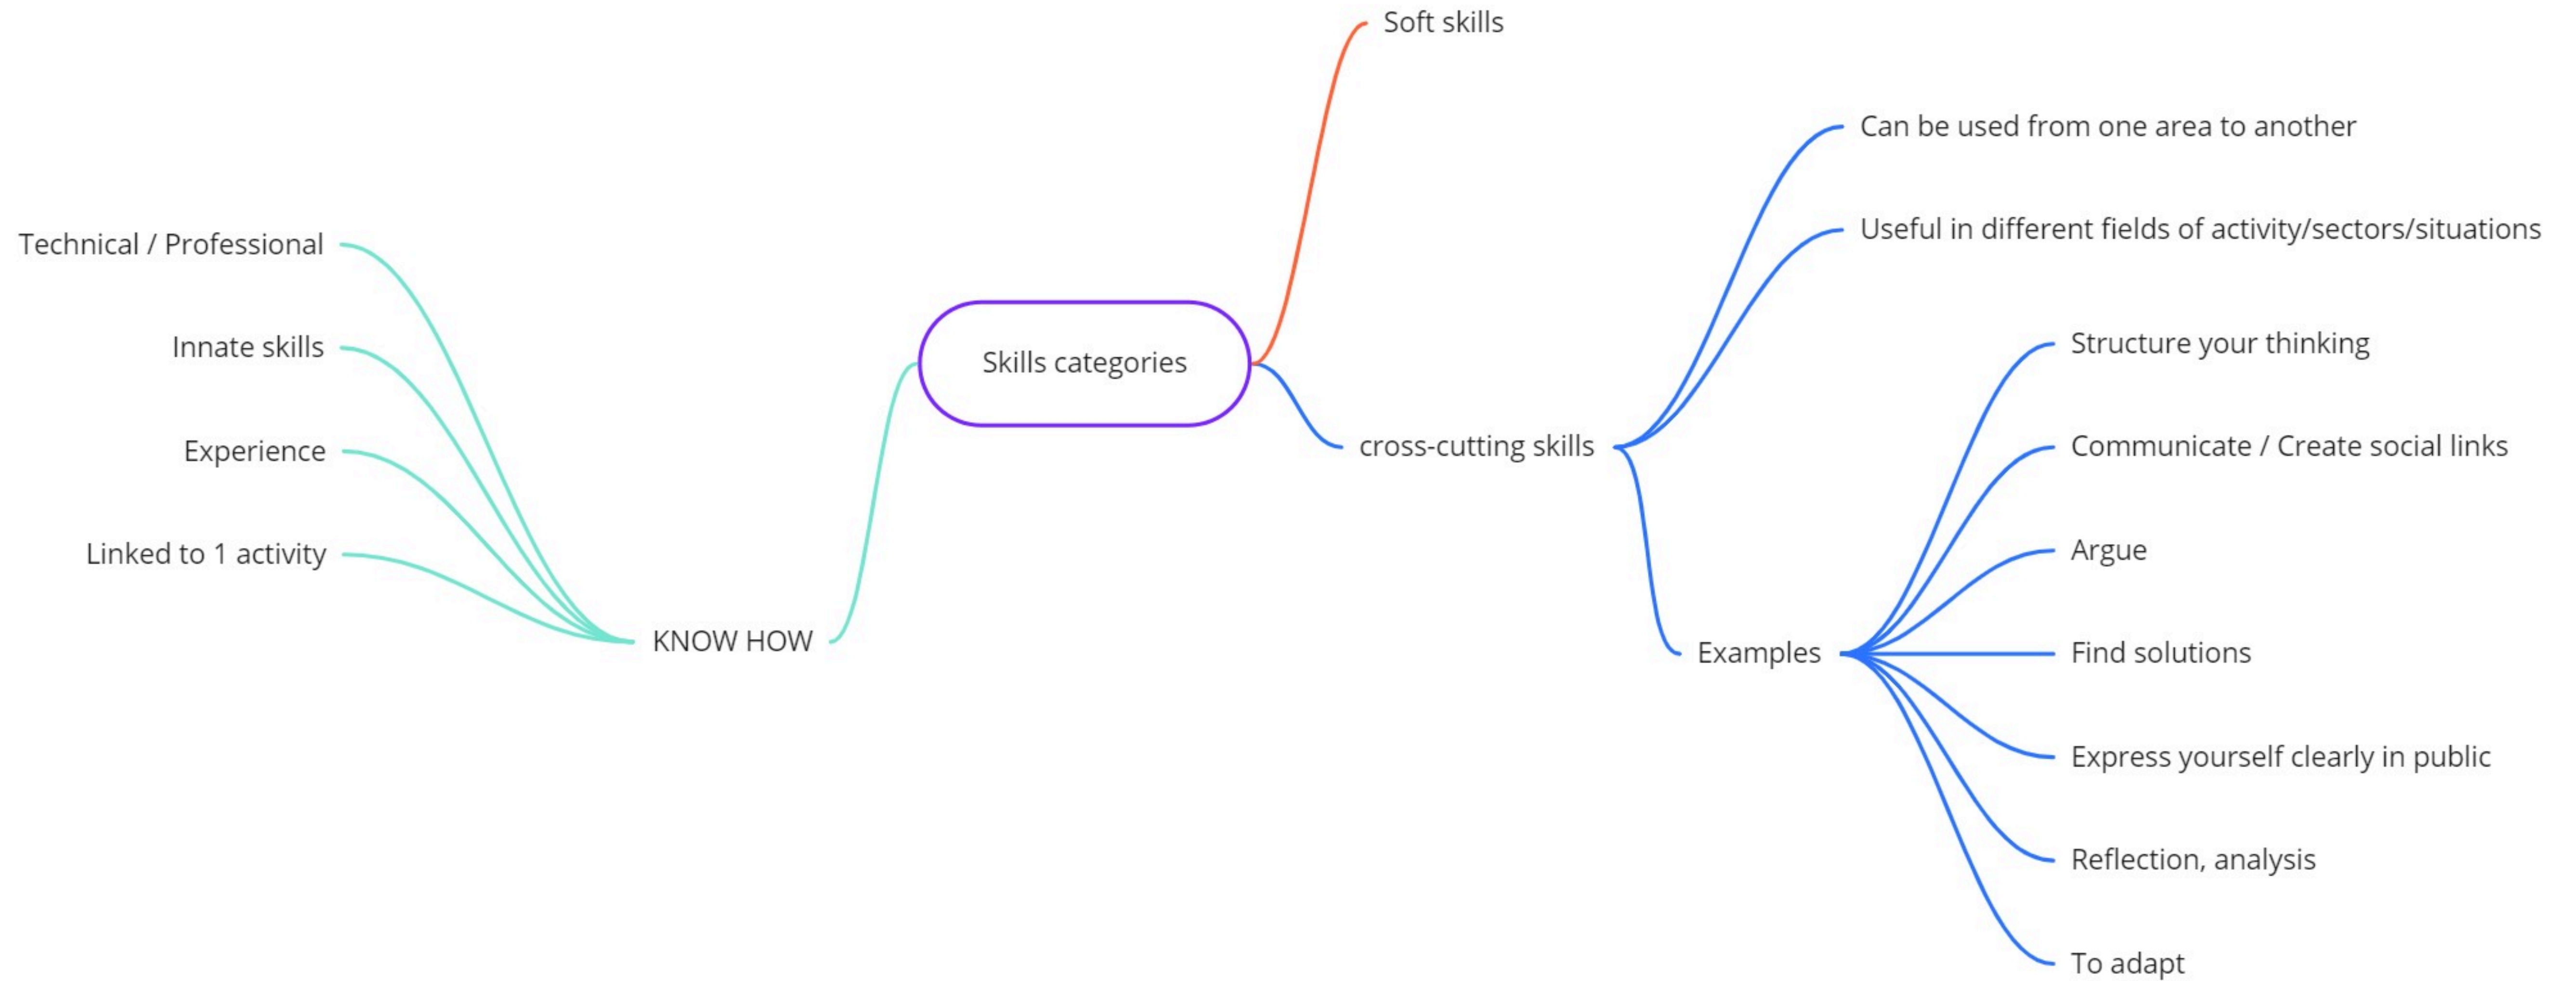 Soft skills
Can be used from one area to another
Useful in different fields of activity/sectors/situations
Technical / Professional
Innate skills
Structure your thinking
Skills categories
Experience
cross-cutting skills
Communicate / Create social links
Linked to 1 activity
Argue
KNOW HOW
Examples
Find solutions
Express yourself clearly in public
Reflection, analysis
To adapt